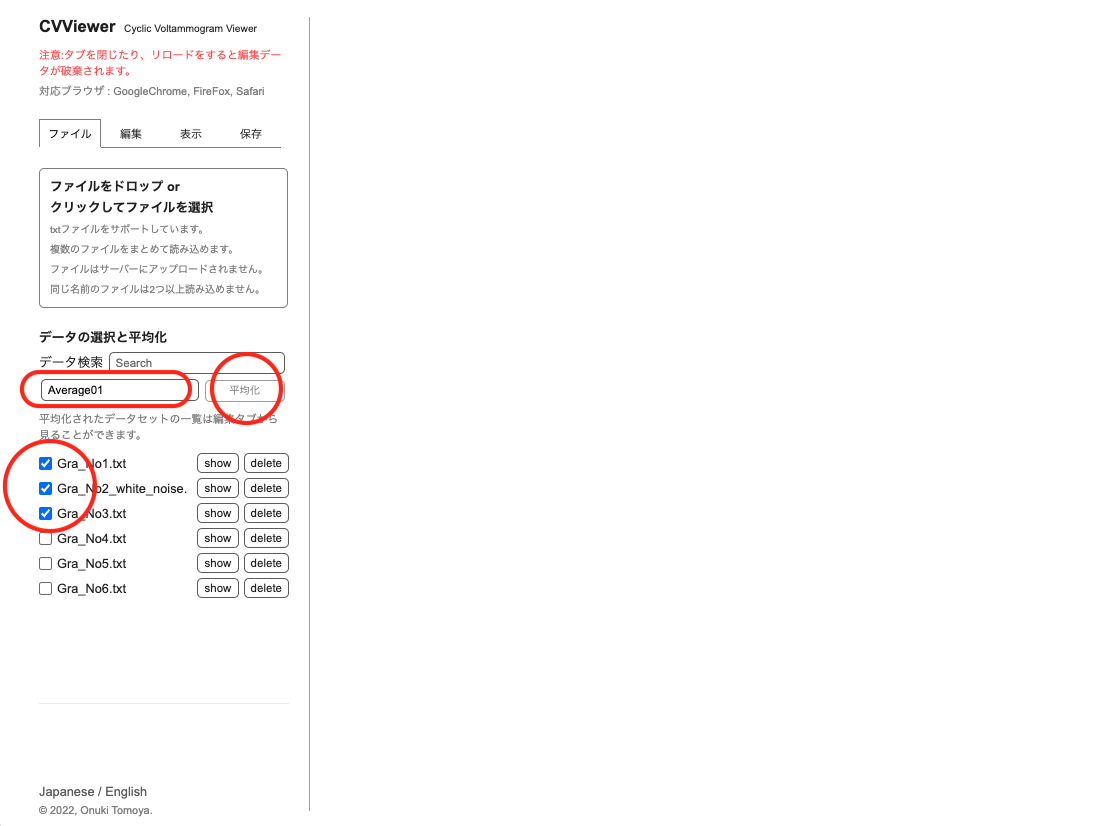 CVViewer Cyclic Voltammogram Viewer
注意:タブを閉じたり、リロードをすると編集デー
タが破棄されます。
対応ブラウザ : GoogleChrome, FireFox, Safari
ファイル 編集 表示 保存
ファイルをドロップ or
クリックしてファイルを選択
txtファイルをサポートしています。
複数のファイルをまとめて読み込めます。
ファイルはサーバーにアップロードされません。
同じ名前のファイルは2つ以上読み込めません。
データの選択と平均化
データ検索 Search
Average01 平均化
平均化されたデータセットの一覧は編集タブから
見ることができます。
Gra_No1.txt show delete
Gra_No2_white_noise. show delete
Gra_No3.txt show delete
Gra_No4.txt show delete
Gra_No5.txt show delete
Gra_No6.txt show delete
Japanese / English
© 2022, Onuki Tomoya.